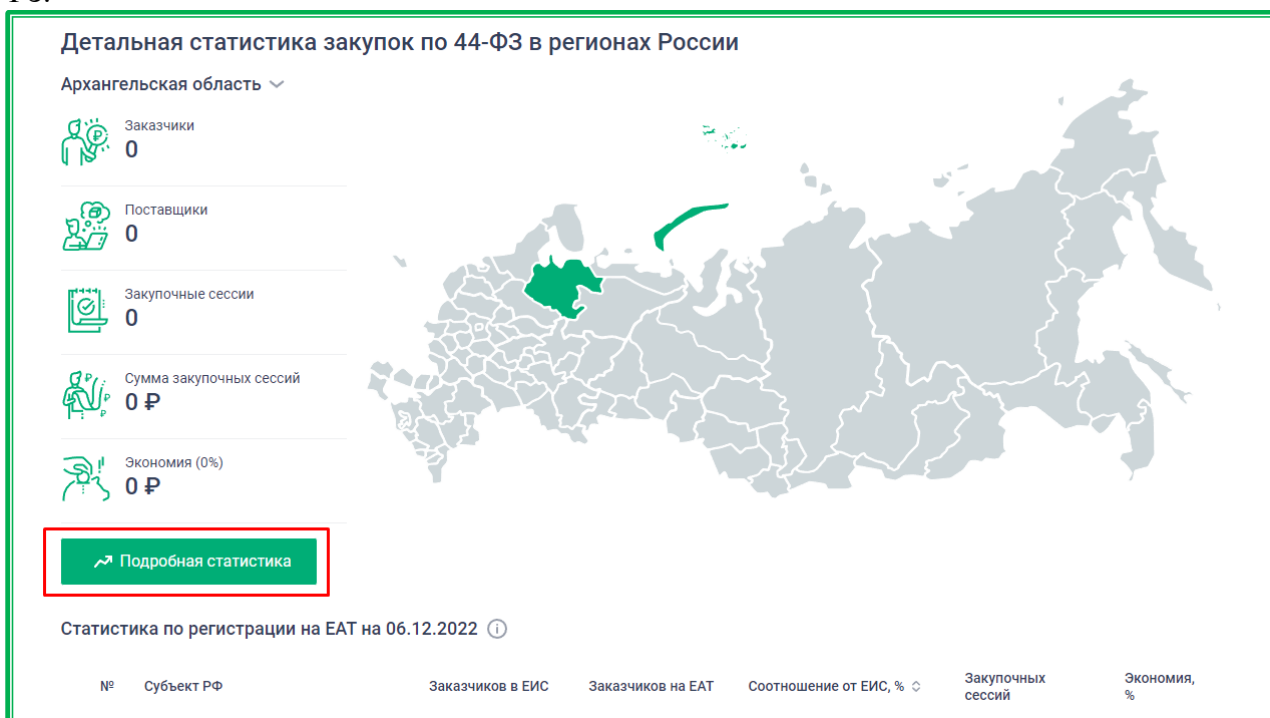 Детальная статистика закупок по 44-ФЗ в регионах России
Архангельская область
Заказчики
0
Поставщики
0
Закупочные сессии
0
Сумма закупочных сессий
0 ₽
Экономия (0%)
0 ₽
Подробная статистика
Статистика по регистрации на ЕАТ на 06.12.2022
№ Субъект РФ Заказчиков в ЕИС Заказчиков на ЕАТ Соотношение от ЕИС, % Закупочных сессий Экономия, %